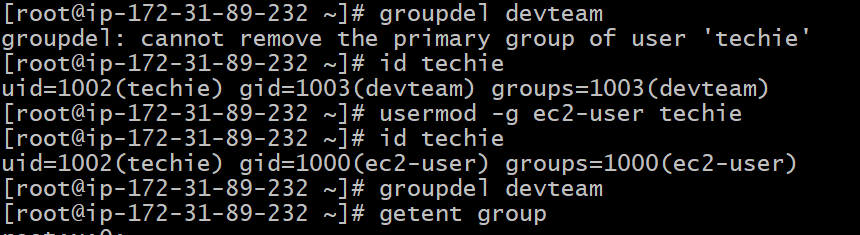 [root@ip-172-31-89-232 ~]# groupdel devteam
groupdel: cannot remove the primary group of user 'techie'
[root@ip-172-31-89-232 ~]# id techie
uid=1002(techie) gid=1003(devteam) groups=1003(devteam)
[root@ip-172-31-89-232 ~]# usermod -g ec2-user techie
[root@ip-172-31-89-232 ~]# id techie
uid=1002(techie) gid=1000(ec2-user) groups=1000(ec2-user)
[root@ip-172-31-89-232 ~]# groupdel devteam
[root@ip-172-31-89-232 ~]# getent group